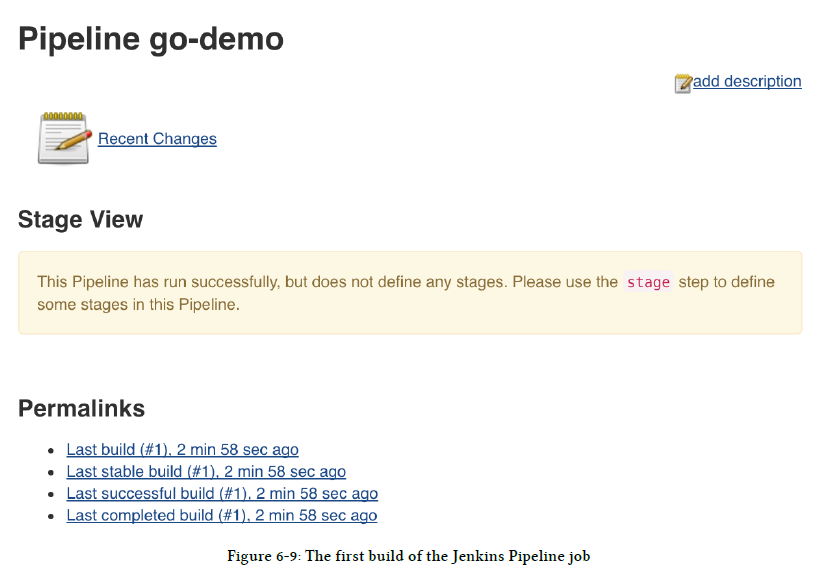 Pipeline go-demo
add description
Recent Changes
Stage View
This Pipeline has run successfully, but does not define any stages. Please use the stage step to define
some stages in this Pipeline.
Permalinks
Last build (#1), 2 min 58 sec ago
Last stable build (#1), 2 min 58 sec ago
Last successful build (#1), 2 min 58 sec ago
Last completed build (#1), 2 min 58 sec ago
Figure 6-9: The first build of the Jenkins Pipeline job